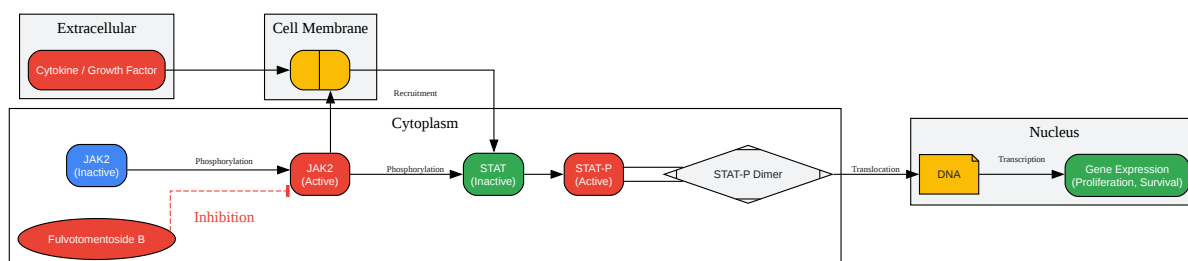 Extracellular
Cytokine / Growth Factor
Cell Membrane
Recruitment
Cytoplasm
JAK2
(Inactive)
Phosphorylation
JAK2
(Active)
Phosphorylation
STAT
(Inactive)
STAT-P
(Active)
STAT-P Dimer
Translocation
Nucleus
DNA
Transcription
Gene Expression
(Proliferation, Survival)
Inhibition
Fulvotomentoside B